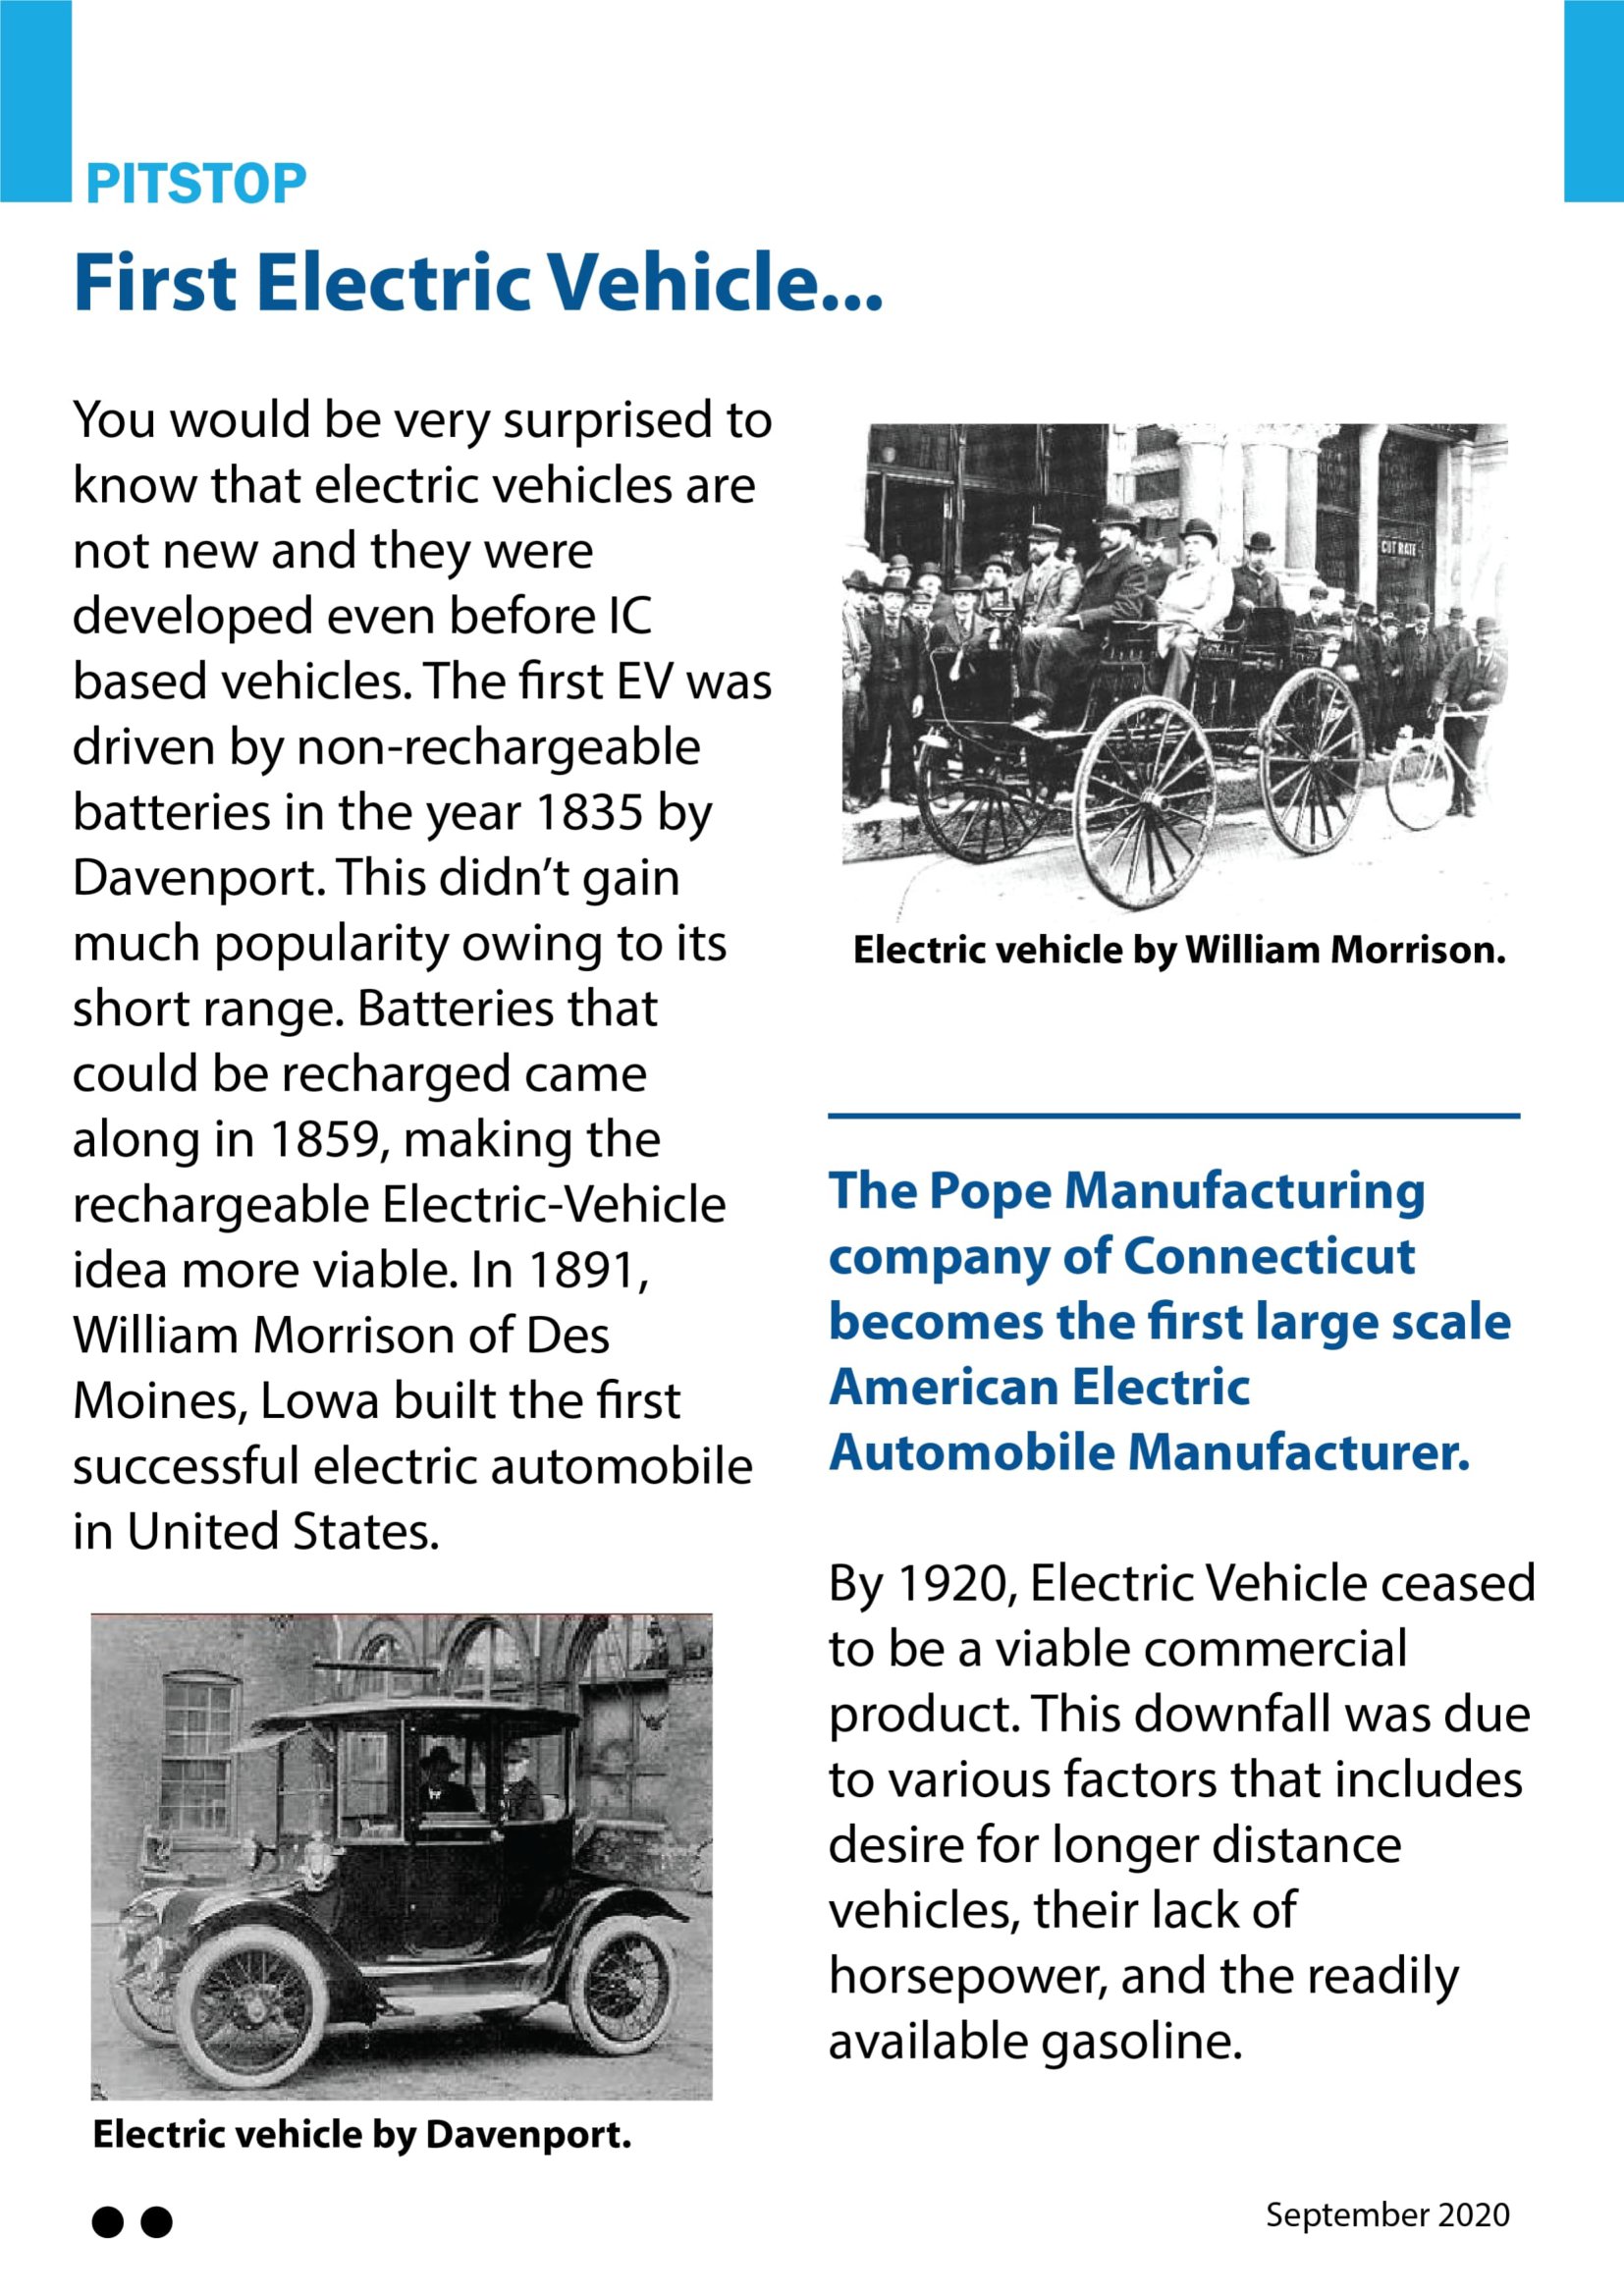 PITSTOP
First Electric Vehicle...
You would be very surprised to
know that electric vehicles are
not new and they were
developed even before IC
based vehicles. The first EV was
driven by non-rechargeable
batteries in the year 1835 by
Davenport. This didn’t gain
much popularity owing to its
short range. Batteries that
could be recharged came
along in 1859, making the
rechargeable Electric-Vehicle
idea more viable. In 1891,
William Morrison of Des
Moines, Lowa built the first
successful electric automobile
in United States.
Electric vehicle by Davenport.
CUT RATE
Electric vehicle by William Morrison.
The Pope Manufacturing
company of Connecticut
becomes the first large scale
American Electric
Automobile Manufacturer.
By 1920, Electric Vehicle ceased
to be a viable commercial
product. This downfall was due
to various factors that includes
desire for longer distance
vehicles, their lack of
horsepower, and the readily
available gasoline.
September 2020